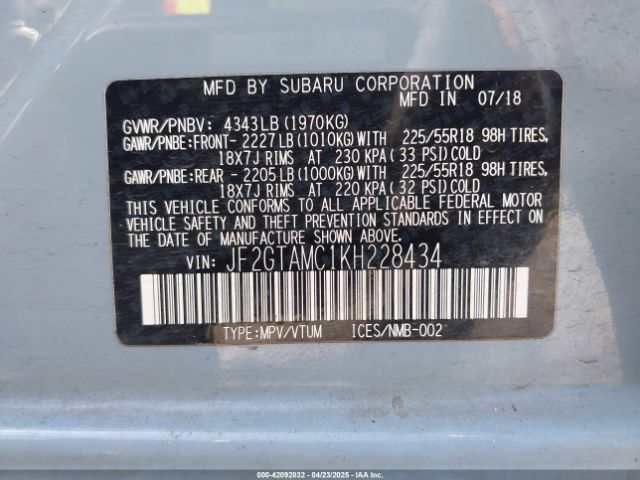 MFD BY SUBARU CORPORATION
MFD IN 07/18
GVWR/PNBV: 4343LB (1970KG)
GAWR/PNBE:FRONT- 2227LB (1010KG)WITH 225/55R18 98H TIRES,
18X7J RIMS AT 230 KPA (33 PSI)COLD
GAWR/PNBE:REAR - 2205LB (1000KG)WITH 225/55R18 98H TIRES,
18X7J RIMS AT 220 KPA (32 PSI)COLD
THIS VEHICLE CONFORMS TO ALL APPLICABLE FEDERAL MOTOR
VEHICLE SAFETY AND THEFT PREVENTION STANDARDS IN EFFECT
ON THE DATE OF MANUFACTURE SHOWN ABOVE.
VIN: JF2GTAMC1KH228434
TYPE:MPV/VTUM ICES/NMB-002
000-42092832 - 04/23/2025 - IAAI.COM